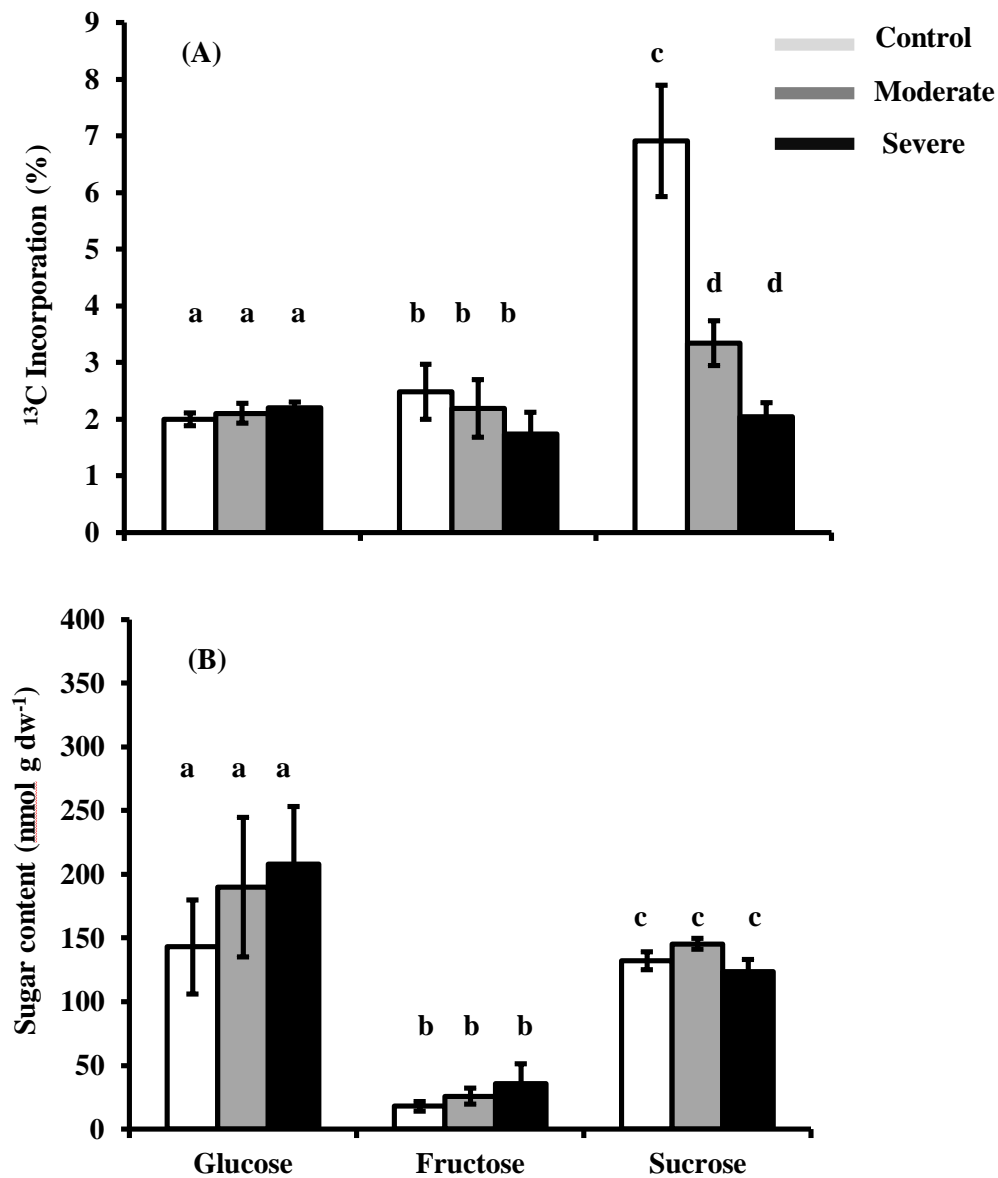 (A)
Control
Moderate
Severe
¹³C Incorporation (%)
9
8
7
6
5
4
3
2
1
0
a a a
b b b
c
d d
(B)
Sugar content (nmol g dw⁻¹)
400
350
300
250
200
150
100
50
0
a a a
b b b
c c c
Glucose Fructose Sucrose